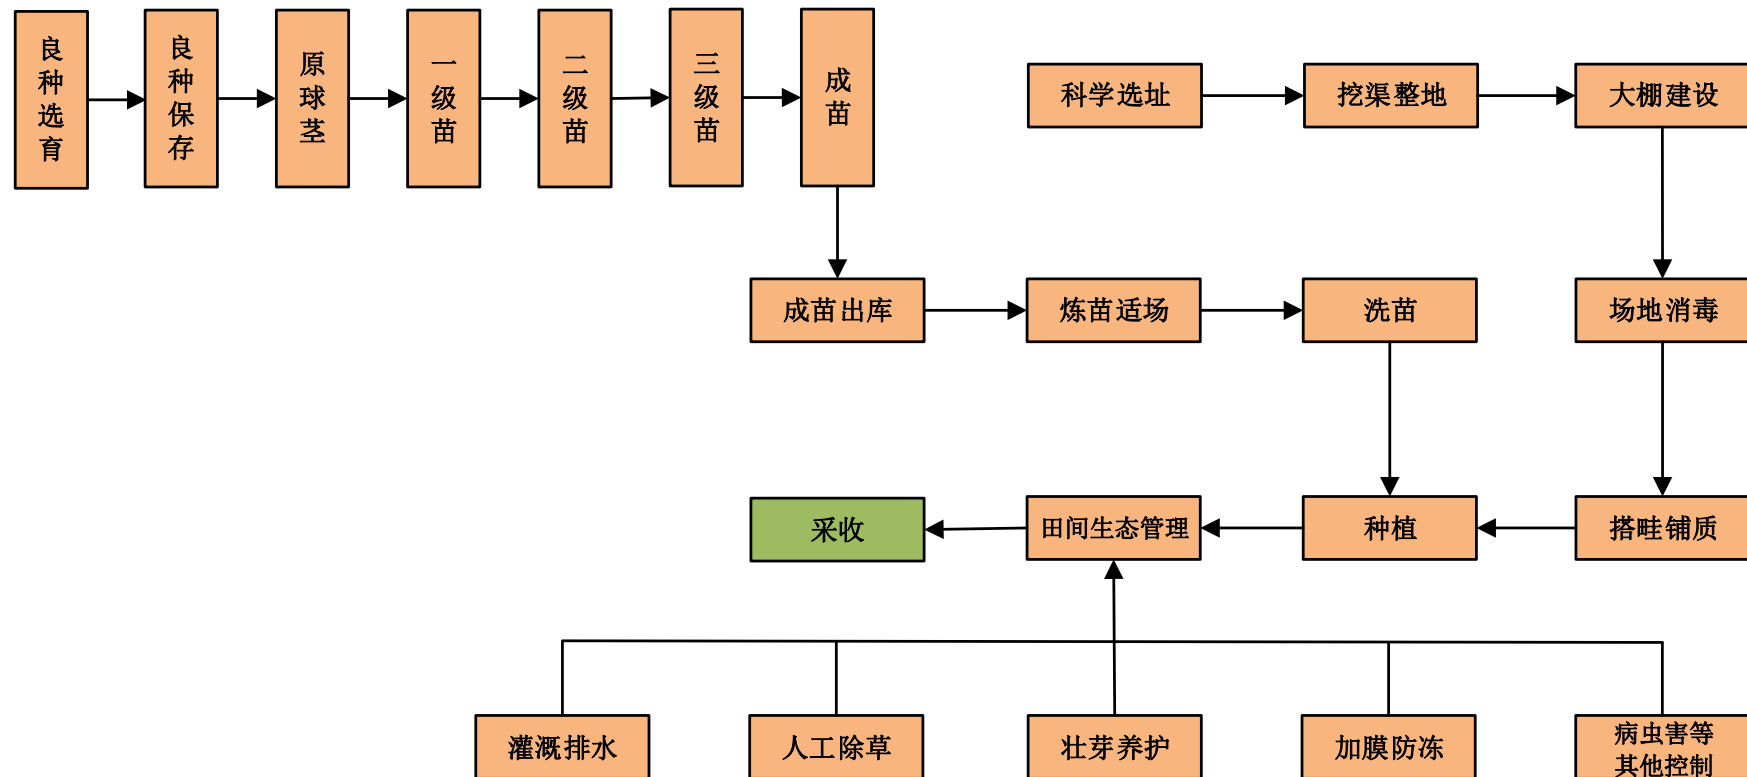 良种选育
良种保存
原球茎
一级苗
二级苗
三级苗
成苗
科学选址
挖渠整地
大棚建设
成苗出库
炼苗适场
洗苗
场地消毒
采收
田间生态管理
种植
搭畦铺质
灌溉排水
人工除草
壮芽养护
加膜防冻
病虫害等
其他控制